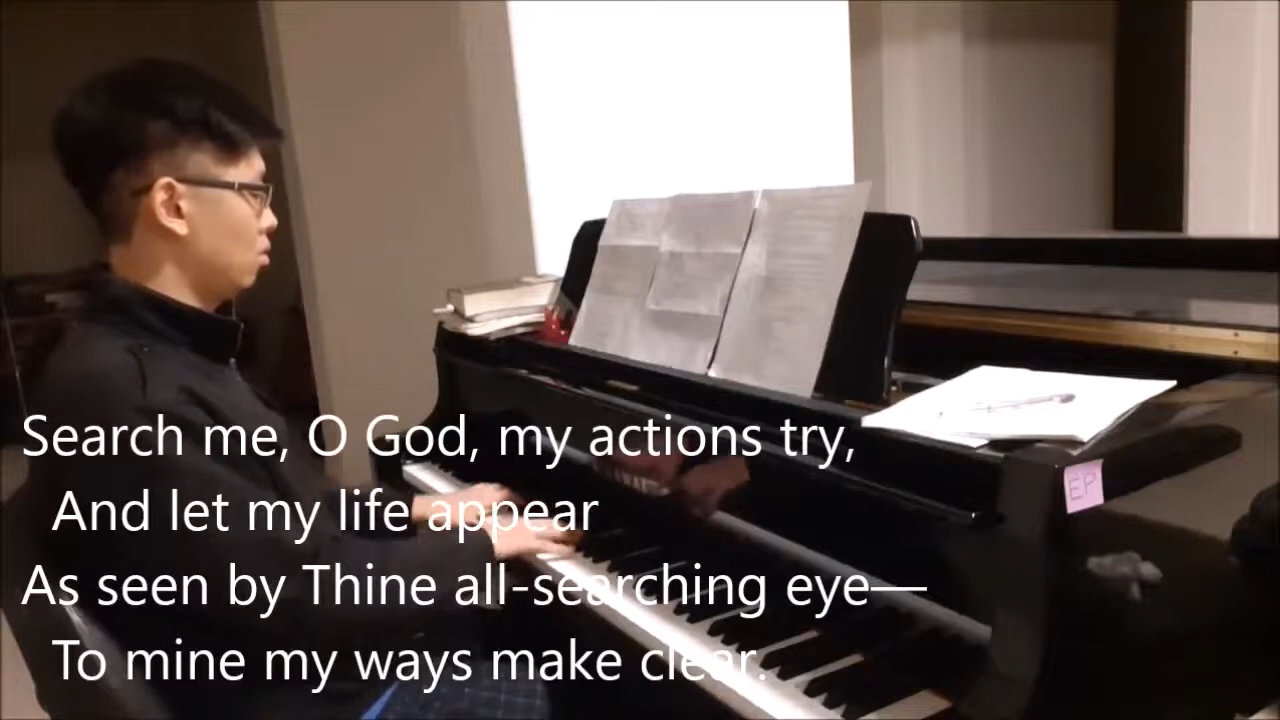 Search me, O God, my actions try,
And let my life appear
As seen by Thine all-searching eye—
To mine my ways make clear.
EP